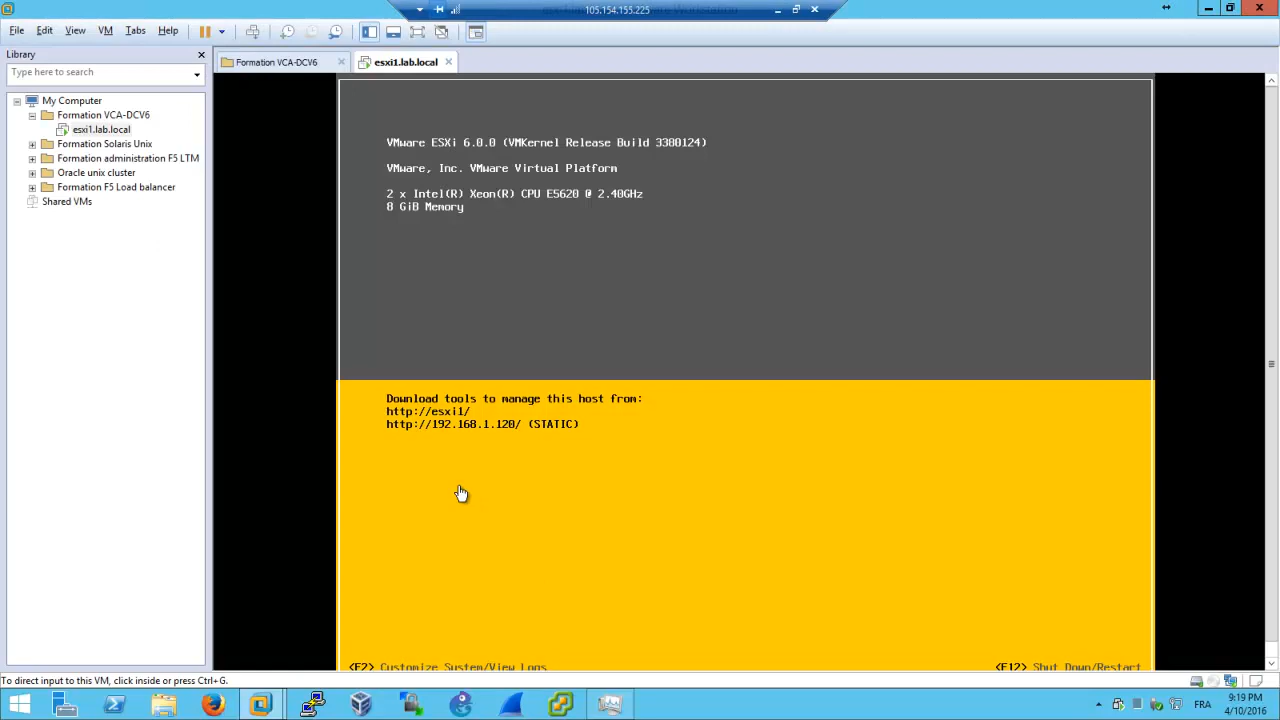 105.154.155.225
File Edit View VM Tabs Help
Library
Type here to search
My Computer
Formation VCA-DCV6
esxi1.lab.local
Formation Solaris Unix
Formation administration F5 LTM
Oracle unix cluster
Formation F5 Load balancer
Shared VMs
Formation VCA-DCV6
esxi1.lab.local
VMware ESXi 6.0.0 (VMKernel Release Build 3380124)
VMware, Inc. VMware Virtual Platform
2 x Intel(R) Xeon(R) CPU E5620 @ 2.40GHz
8 GiB Memory
Download tools to manage this host from:
http://esxi1/
http://192.168.1.120/ (STATIC)
<F2> Customize System/View Logs
<F12> Shut Down/Restart
To direct input to this VM, click inside or press Ctrl+G.
FR
9:19 PM
4/10/2016